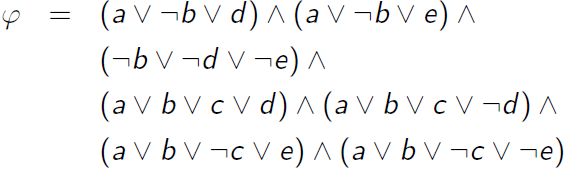 φ = (a ∨ ¬b ∨ d) ∧ (a ∨ ¬b ∨ e) ∧
(¬b ∨ ¬d ∨ ¬e) ∧
(a ∨ b ∨ c ∨ d) ∧ (a ∨ b ∨ c ∨ ¬d) ∧
(a ∨ b ∨ ¬c ∨ e) ∧ (a ∨ b ∨ ¬c ∨ ¬e)